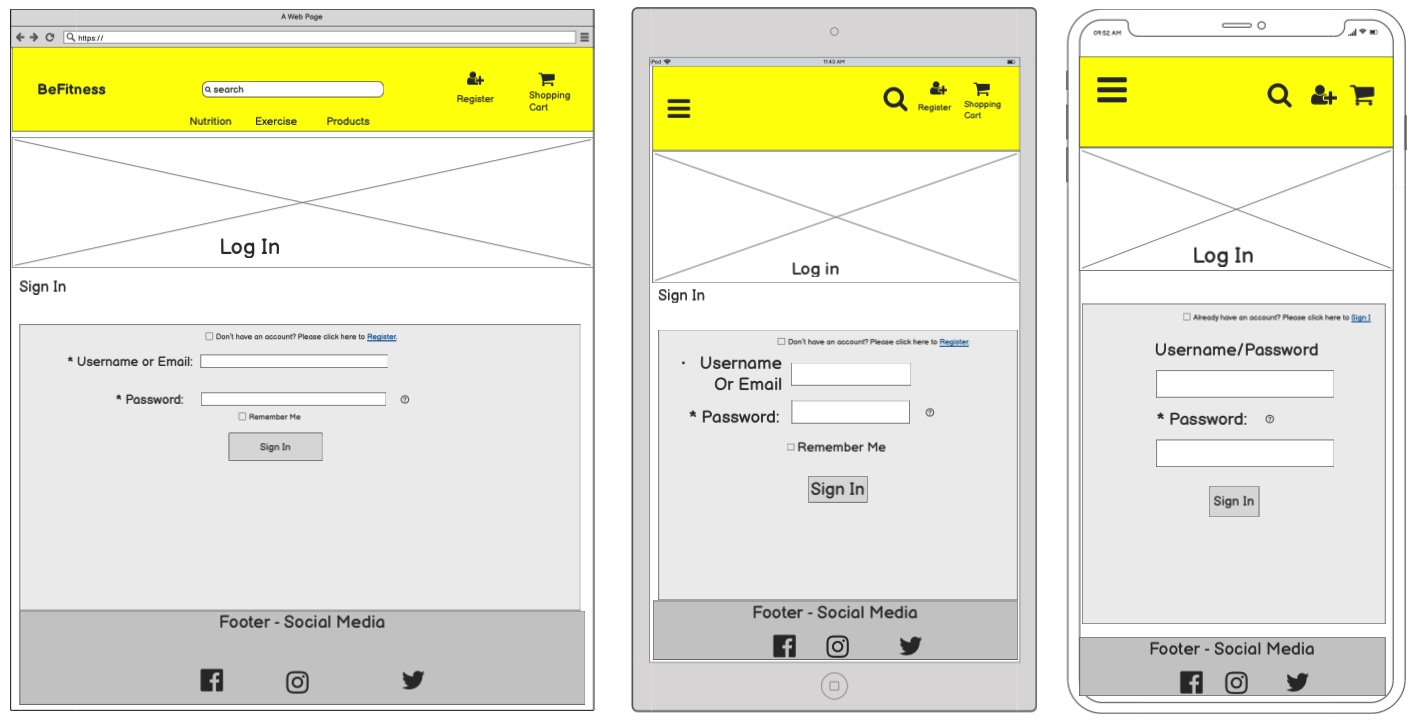 A Web Page
https://
BeFitness
search
Register
Shopping
Cart
Nutrition Exercise Products
Log In
Sign In
Don't have an account? Please click here to Register.
* Username or Email:
* Password: ?
Remember Me
Sign In
Footer - Social Media
iPod 11:43 AM
Register
Shopping
Cart
Log in
Sign In
Don't have an account? Please click here to Register.
· Username
Or Email
* Password: ?
Remember Me
Sign In
Footer - Social Media
09:52 AM
Log In
Already have an account? Please click here to Sign I
Username/Password
* Password: ?
Sign In
Footer - Social Media